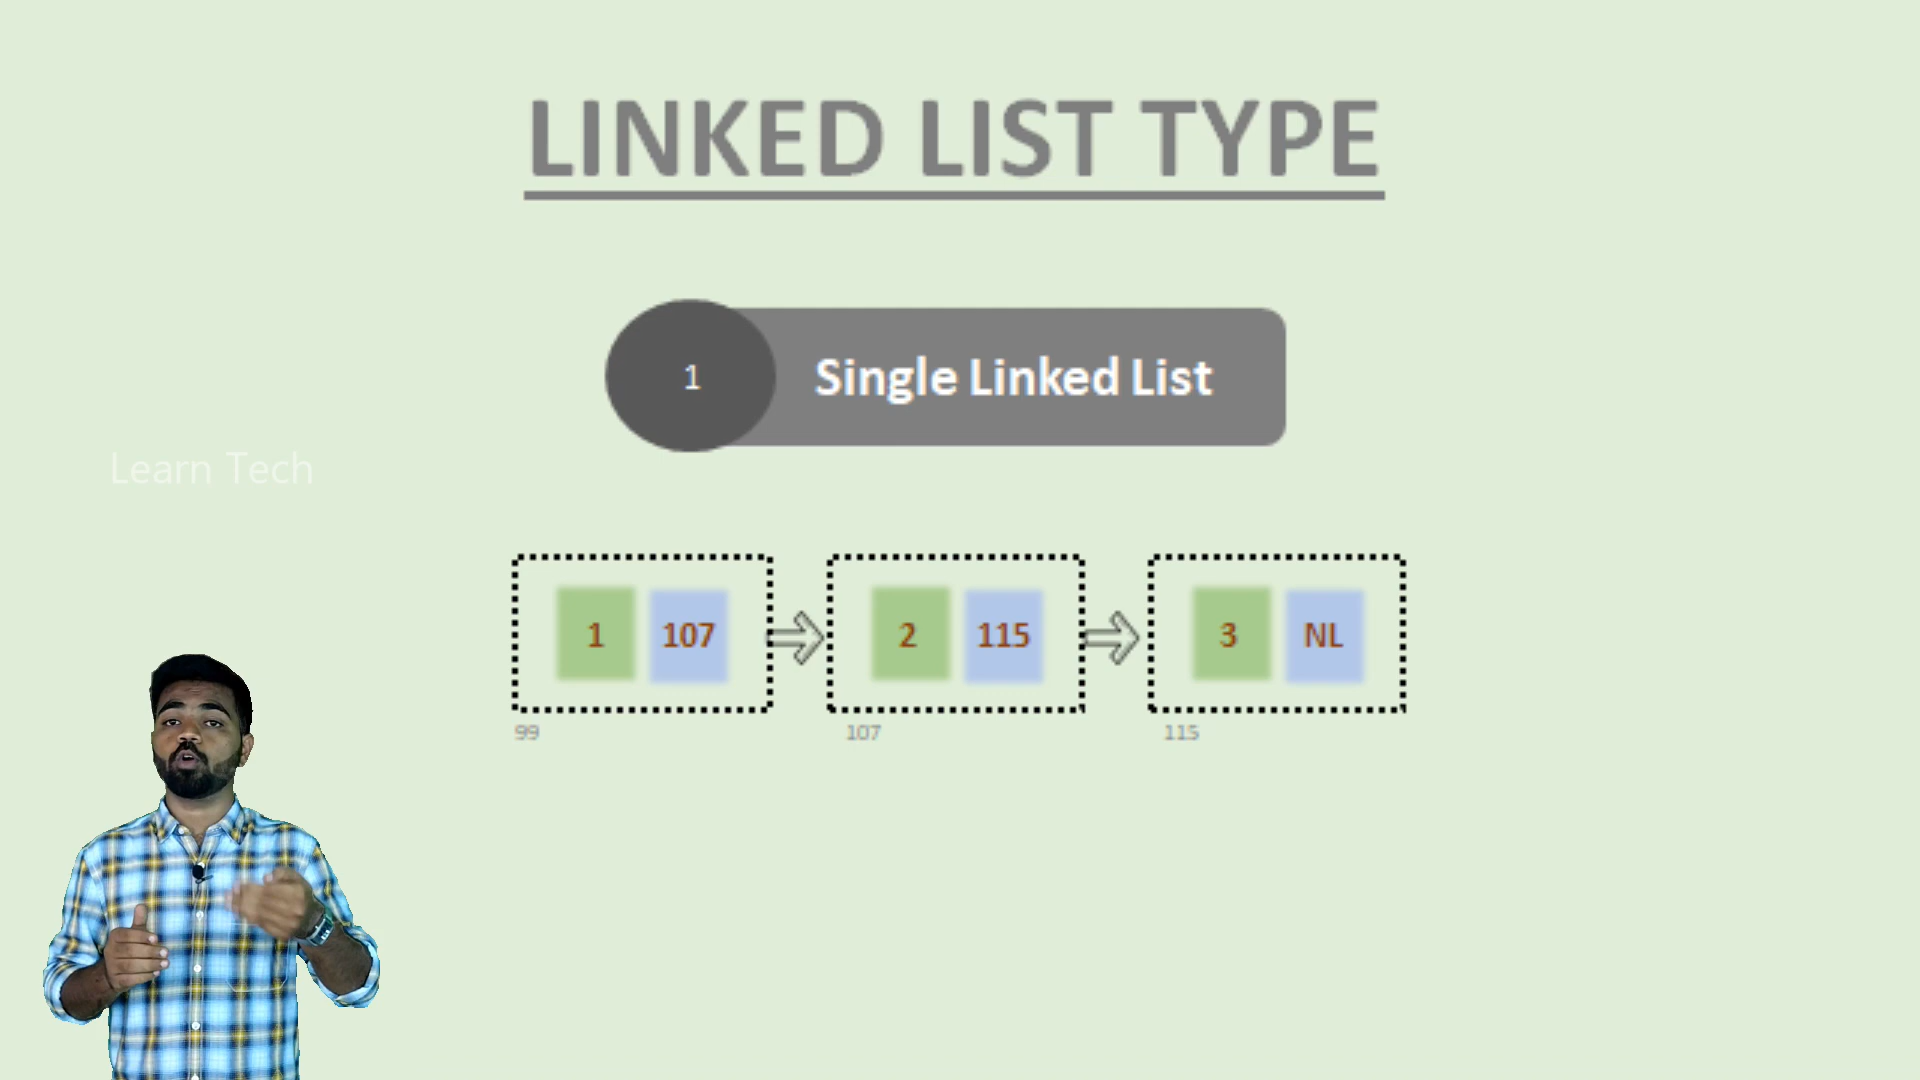 LINKED LIST TYPE
1 Single Linked List
Learn Tech
1 107 2 115 3 NL
99 107 115